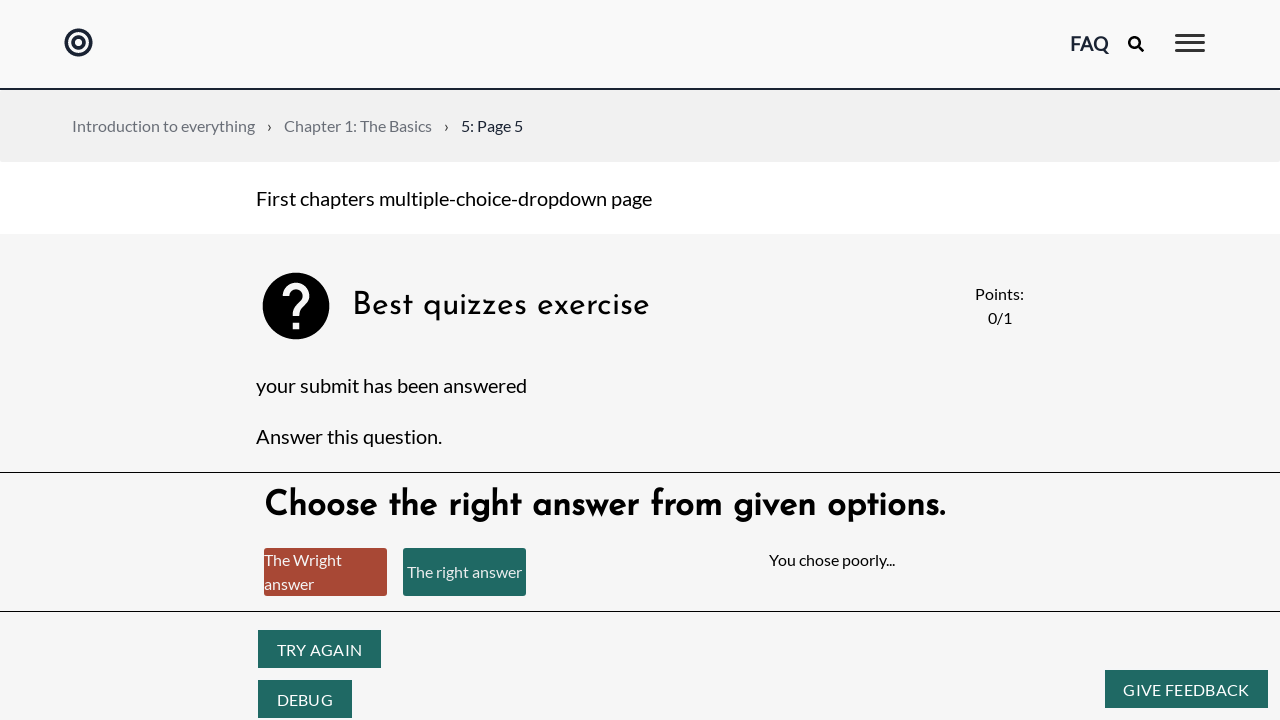 FAQ
Introduction to everything › Chapter 1: The Basics › 5: Page 5
First chapters multiple-choice-dropdown page
Best quizzes exercise
Points:
0/1
your submit has been answered
Answer this question.
Choose the right answer from given options.
The Wright
answer
The right answer
You chose poorly...
TRY AGAIN
DEBUG
GIVE FEEDBACK